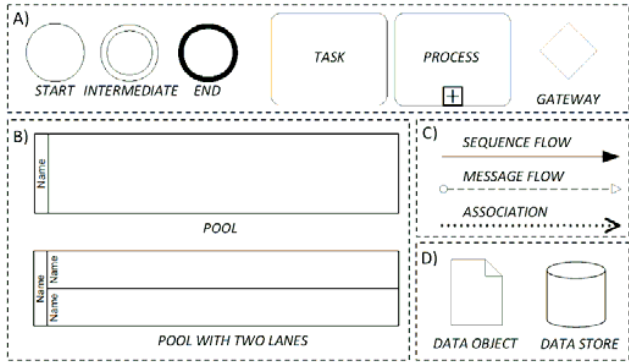 A)
TASK
PROCESS
START INTERMEDIATE END
GATEWAY
B)
Name
POOL
Name
Name
Name
POOL WITH TWO LANES
C)
SEQUENCE FLOW
MESSAGE FLOW
ASSOCIATION
D)
DATA OBJECT DATA STORE